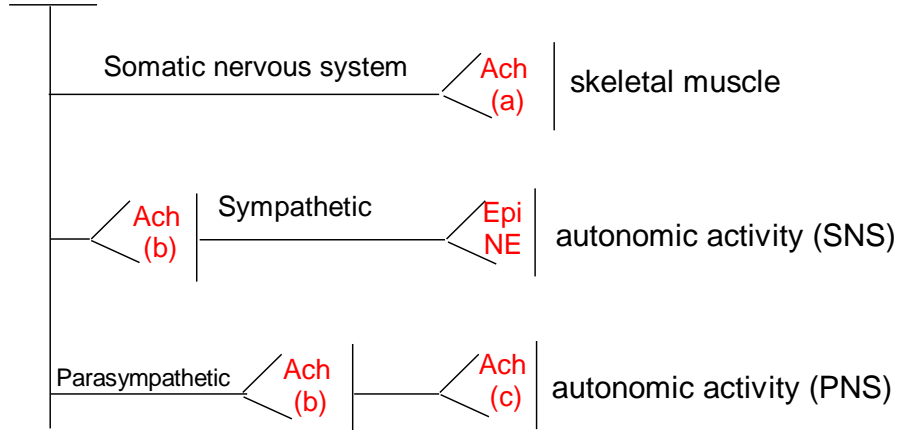 Somatic nervous system
Ach
(a)
skeletal muscle
Ach
(b)
Sympathetic
Epi
NE
autonomic activity (SNS)
Parasympathetic
Ach
(b)
Ach
(c)
autonomic activity (PNS)